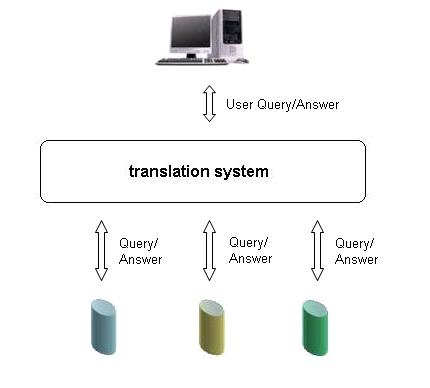 User Query/Answer
translation system
Query/
Answer
Query/
Answer
Query/
Answer